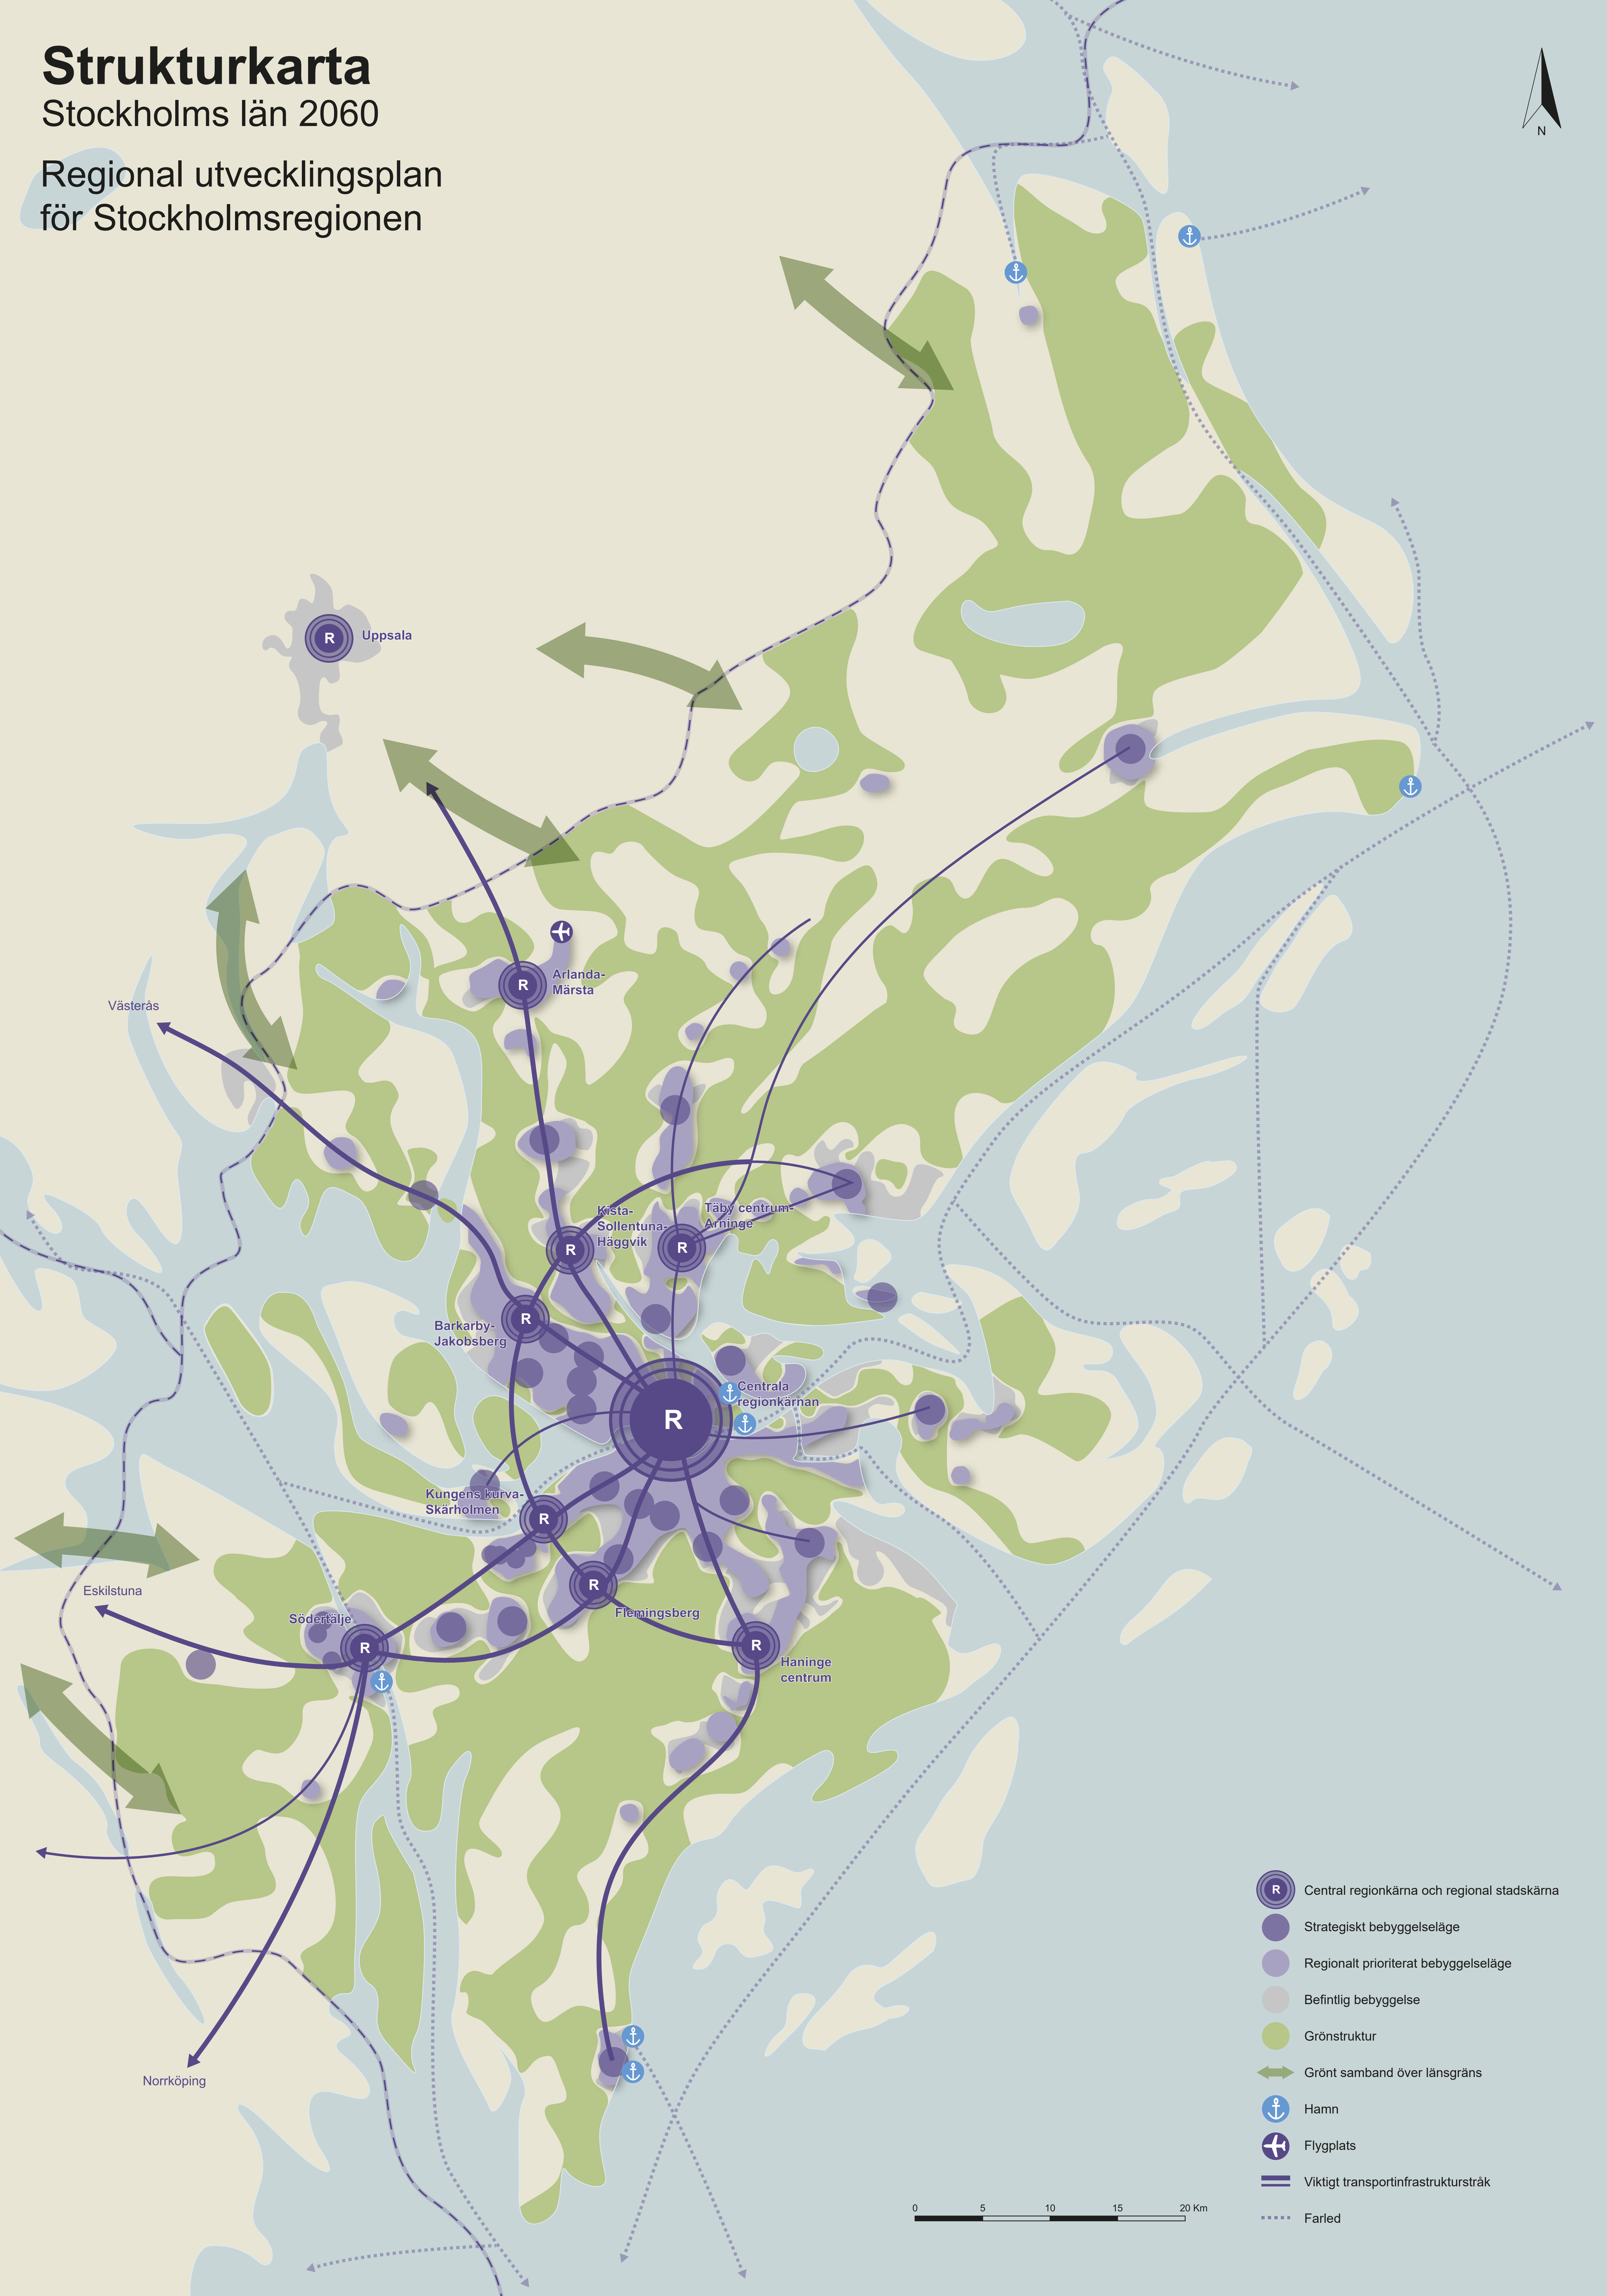 Strukturkarta
Stockholms län 2060
Regional utvecklingsplan
för Stockholmsregionen
N
R
Uppsala
R
Arlanda-
Märsta
Västerås
R
Kista-
Sollentuna-
Häggvik
R
Täby centrum-
Arninge
R
Barkarby-
Jakobsberg
R
Centrala
regionkärnan
Kungens kurva-
Skärholmen
R
Eskilstuna
R
Flemingsberg
Södertälje
R
R
Haninge
centrum
Norrköping
R Central regionkärna och regional stadskärna
Strategiskt bebyggelseläge
Regionalt prioriterat bebyggelseläge
Befintlig bebyggelse
Grönstruktur
Grönt samband över länsgräns
Hamn
Flygplats
Viktigt transportinfrastrukturstråk
Farled
0 5 10 15 20 Km